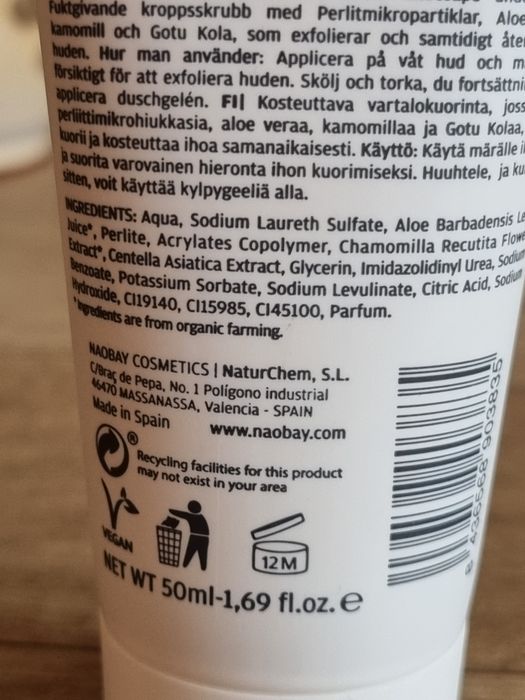 Fuktgivande kroppsskrubb med Perlitmikropartiklar, Aloe
kamomill och Gotu Kola, som exfolierar och samtidigt åte
huden. Hur man använder: Applicera på våt hud och m
försiktigt för att exfoliera huden. Skölj och torka, du fortsättni
applicera duschgelén. FI| Kosteuttava vartalokuorinta, joss
perliittimikrohiukkasia, aloe veraa, kamomillaa ja Gotu Kolaa,
kuorii ja kosteuttaa ihoa samanaikaisesti. Käyttö: Käytä märälle i
ja suorita varovainen hieronta ihon kuorimiseksi. Huuhtele, ja ku
sitten, voit käyttää kylpygeeliä alla.
INGREDIENTS: Aqua, Sodium Laureth Sulfate, Aloe Barbadensis Le
Juice*, Perlite, Acrylates Copolymer, Chamomilla Recutita Flowe
Extract*, Centella Asiatica Extract, Glycerin, Imidazolidinyl Urea, Sodium
Benzoate, Potassium Sorbate, Sodium Levulinate, Citric Acid, Sodium
Hydroxide, CI19140, CI15985, CI45100, Parfum.
*Ingredients are from organic farming.
NAOBAY COSMETICS | NaturChem, S.L.
C/Braç de Pepa, No. 1 Polígono industrial
46470 MASSANASSA, Valencia - SPAIN
Made in Spain
www.naobay.com
®
Recycling facilities for this product
may not exist in your area
VEGAN
12M
NET WT 50ml-1,69 fl.oz. e
8 436568 903835